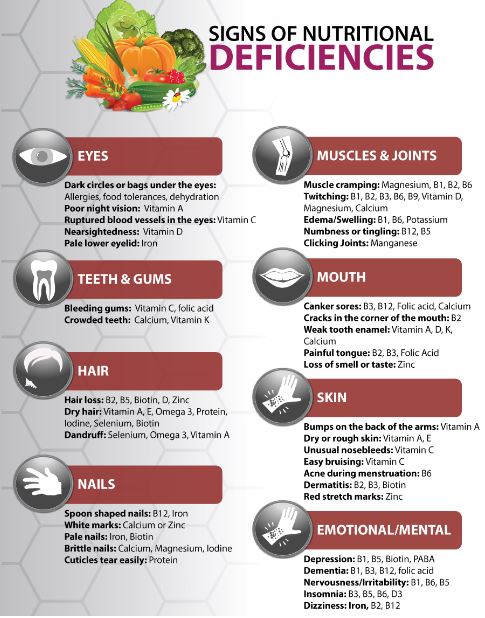 SIGNS OF NUTRITIONAL
DEFICIENCIES
EYES
Dark circles or bags under the eyes:
Allergies, food tolerances, dehydration
Poor night vision: Vitamin A
Ruptured blood vessels in the eyes: Vitamin C
Nearsightedness: Vitamin D
Pale lower eyelid: Iron
TEETH & GUMS
Bleeding gums: Vitamin C, folic acid
Crowded teeth: Calcium, Vitamin K
HAIR
Hair loss: B2, B5, Biotin, D, Zinc
Dry hair: Vitamin A, E, Omega 3, Protein,
Iodine, Selenium, Biotin
Dandruff: Selenium, Omega 3, Vitamin A
NAILS
Spoon shaped nails: B12, Iron
White marks: Calcium or Zinc
Pale nails: Iron, Biotin
Brittle nails: Calcium, Magnesium, Iodine
Cuticles tear easily: Protein
MUSCLES & JOINTS
Muscle cramping: Magnesium, B1, B2, B6
Twitching: B1, B2, B3, B6, B9, Vitamin D,
Magnesium, Calcium
Edema/Swelling: B1, B6, Potassium
Numbness or tingling: B12, B5
Clicking Joints: Manganese
MOUTH
Canker sores: B3, B12, Folic acid, Calcium
Cracks in the corner of the mouth: B2
Weak tooth enamel: Vitamin A, D, K,
Calcium
Painful tongue: B2, B3, Folic Acid
Loss of smell or taste: Zinc
SKIN
Bumps on the back of the arms: Vitamin A
Dry or rough skin: Vitamin A, E
Unusual nosebleeds: Vitamin C
Easy bruising: Vitamin C
Acne during menstruation: B6
Dermatitis: B2, B3, Biotin
Red stretch marks: Zinc
EMOTIONAL/MENTAL
Depression: B1, B5, Biotin, PABA
Dementia: B1, B3, B12, folic acid
Nervousness/Irritability: B1, B6, B5
Insomnia: B3, B5, B6, D3
Dizziness: Iron, B2, B12